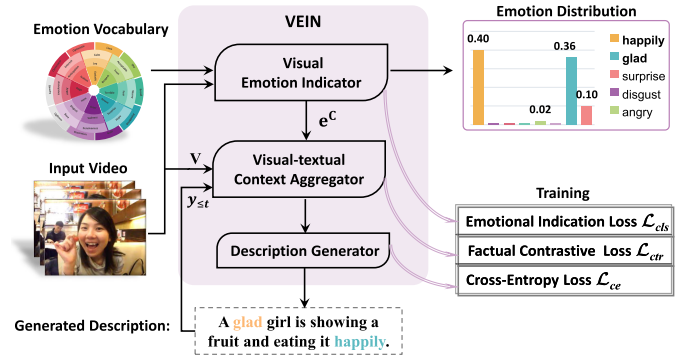 VEIN
Emotion Distribution
Emotion Vocabulary
Visual
Emotion Indicator
0.40
0.36
0.10
0.02
happily
glad
surprise
disgust
angry
e^C
Input Video
V
y≤t
Visual-textual
Context Aggregator
Training
Emotional Indication Loss ℒcls
Factual Contrastive Loss ℒctr
Cross-Entropy Loss ℒce
Description Generator
Generated Description:
A glad girl is showing a
fruit and eating it happily.